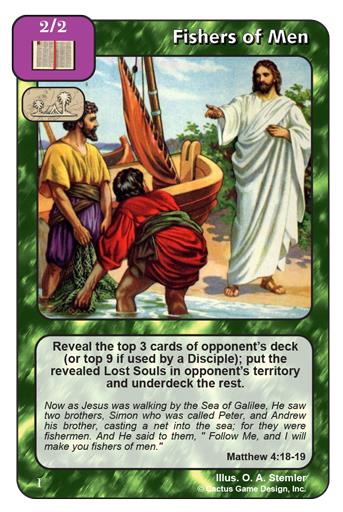 2/2
Fishers of Men
Reveal the top 3 cards of opponent's deck
(or top 9 if used by a Disciple); put the
revealed Lost Souls in opponent's territory
and underdeck the rest.
Now as Jesus was walking by the Sea of Galilee, He saw
two brothers, Simon who was called Peter, and Andrew
his brother, casting a net into the sea; for they were
fishermen. And He said to them, " Follow Me, and I will
make you fishers of men."
Matthew 4:18-19
I
Illus. O. A. Stemler
© Cactus Game Design, Inc.